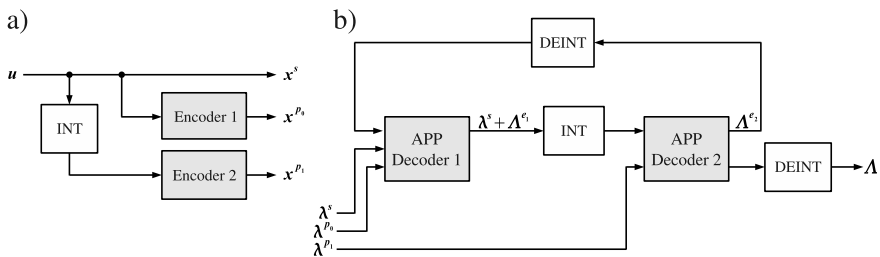 a)
u
x^s
INT
Encoder 1
x^{p_0}
Encoder 2
x^{p_1}
b)
DEINT
APP
Decoder 1
λ^s + Λ^{e_1}
INT
APP
Decoder 2
Λ^{e_2}
DEINT
Λ
λ^s
λ^{p_0}
λ^{p_1}